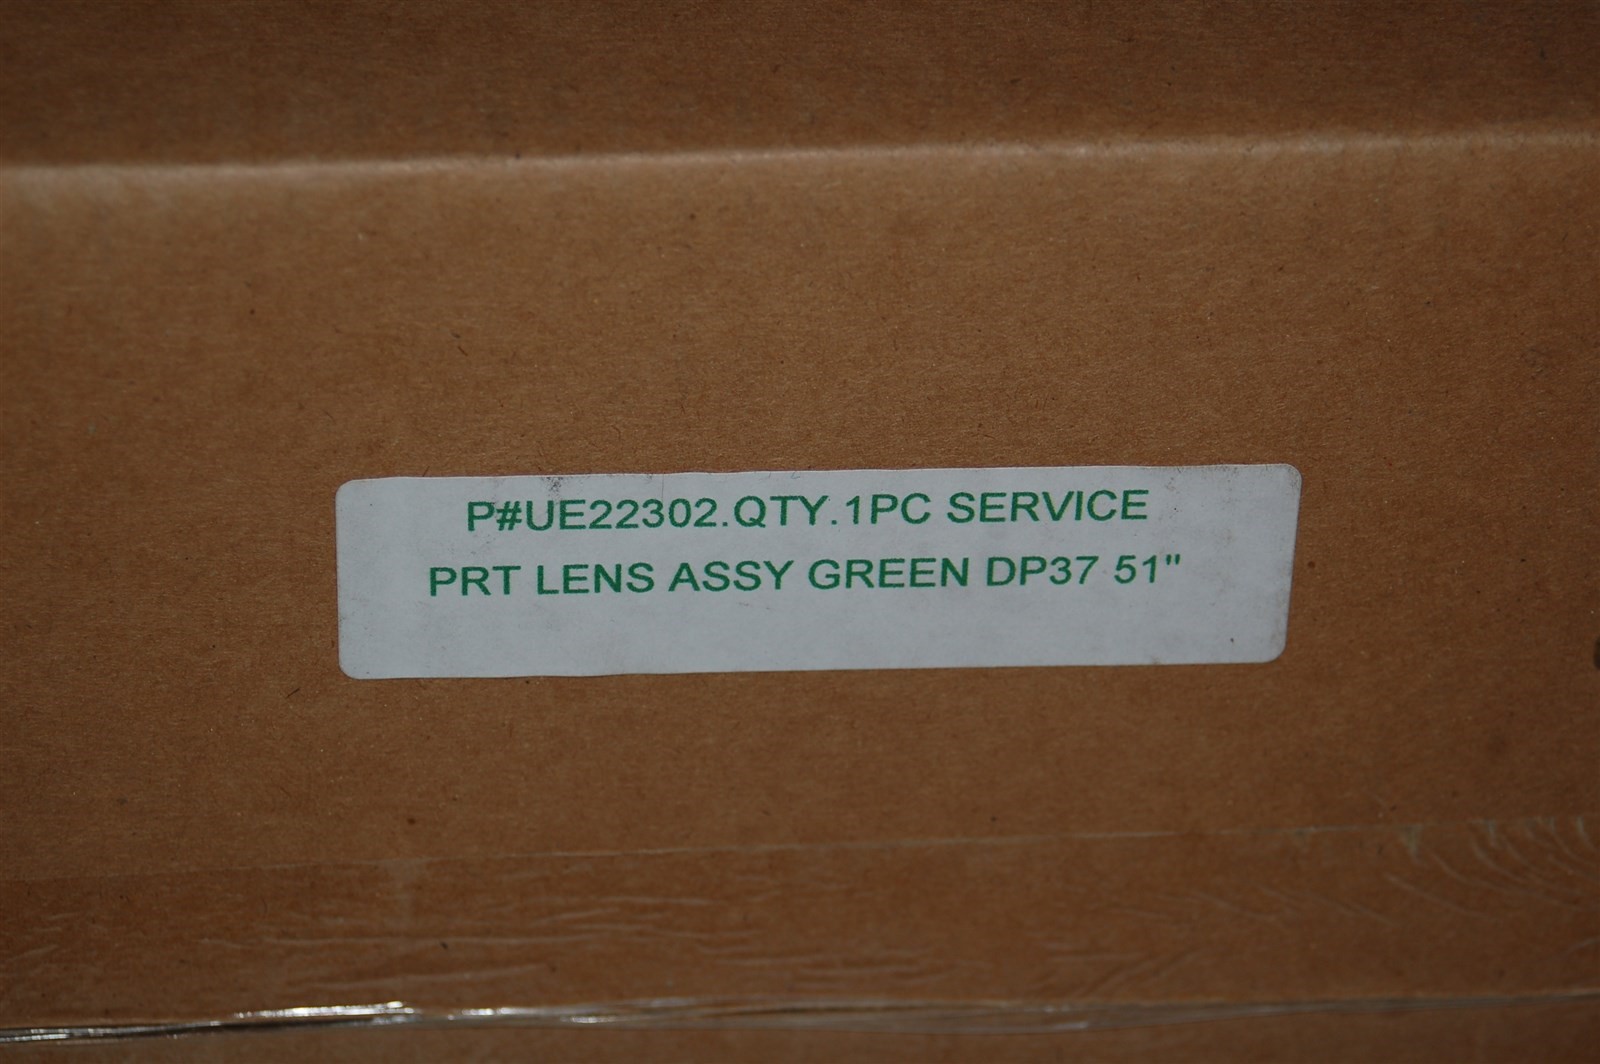 P#UE22302.QTY.1PC SERVICE
PRT LENS ASSY GREEN DP37 51"